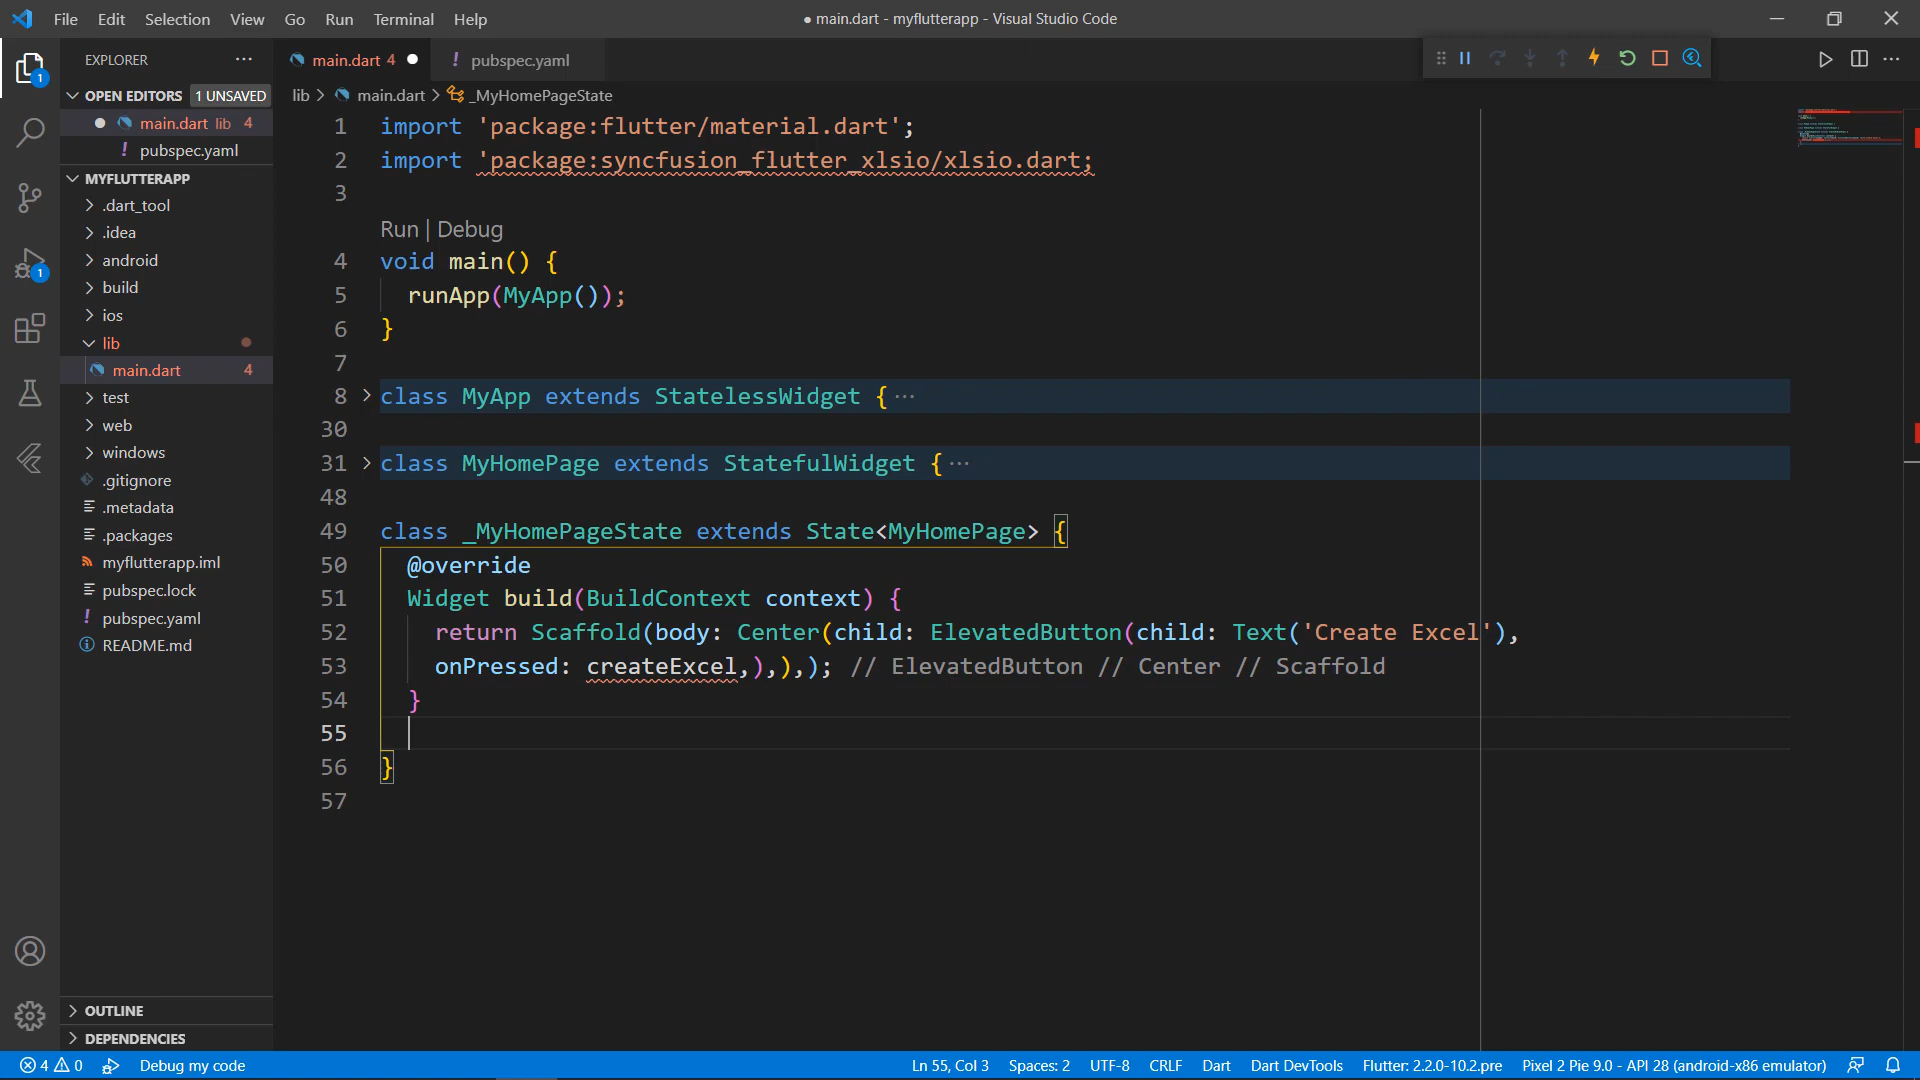 File Edit Selection View Go Run Terminal Help
● main.dart - myflutterapp - Visual Studio Code
EXPLORER
main.dart 4
! pubspec.yaml
1
OPEN EDITORS 1 UNSAVED
main.dart lib 4
! pubspec.yaml
MYFLUTTERAPP
.dart_tool
.idea
android
build
ios
lib
main.dart 4
test
web
windows
.gitignore
.metadata
.packages
myflutterapp.iml
pubspec.lock
! pubspec.yaml
README.md
1
OUTLINE
DEPENDENCIES
lib > main.dart > _MyHomePageState
1 import 'package:flutter/material.dart';
2 import 'package:syncfusion_flutter_xlsio/xlsio.dart;
3
Run | Debug
4 void main() {
5 runApp(MyApp());
6 }
7
8 class MyApp extends StatelessWidget { ···
30
31 class MyHomePage extends StatefulWidget { ···
48
49 class _MyHomePageState extends State<MyHomePage> {
50 @override
51 Widget build(BuildContext context) {
52 return Scaffold(body: Center(child: ElevatedButton(child: Text('Create Excel'),
53 onPressed: createExcel,),),); // ElevatedButton // Center // Scaffold
54 }
55
56 }
57
4 0 Debug my code Ln 55, Col 3 Spaces: 2 UTF-8 CRLF Dart Dart DevTools Flutter: 2.2.0-10.2.pre Pixel 2 Pie 9.0 - API 28 (android-x86 emulator)